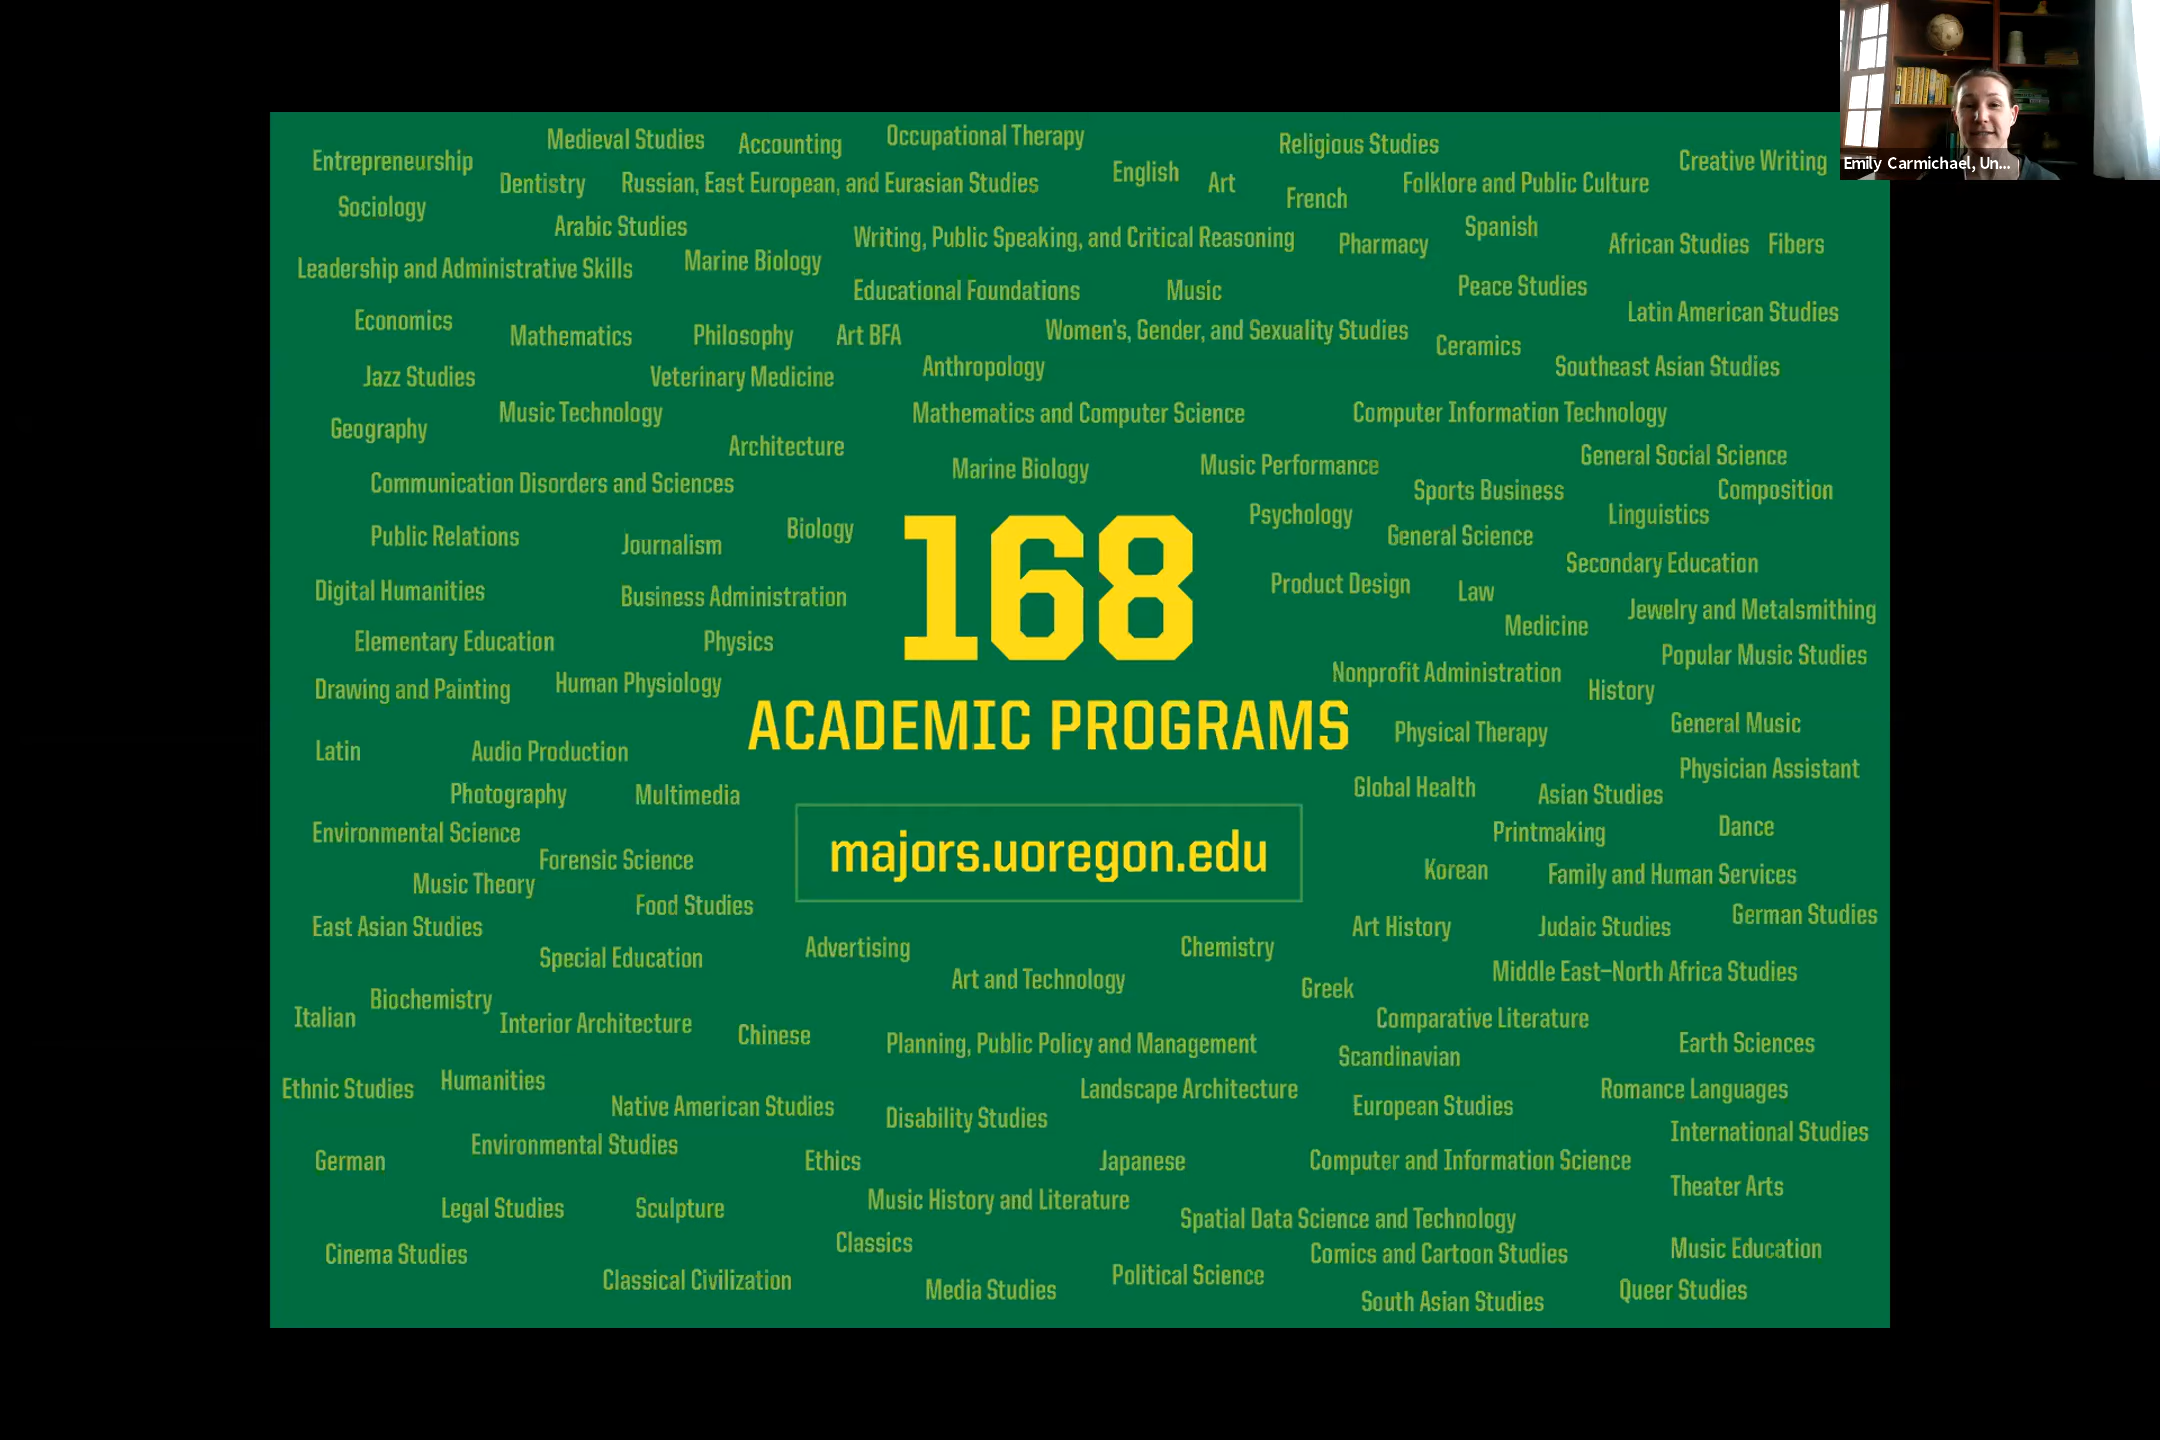 Emily Carmichael, Un...
Medieval Studies
Accounting
Occupational Therapy
Religious Studies
Entrepreneurship
English
Creative Writing
Dentistry
Russian, East European, and Eurasian Studies
Art
Folklore and Public Culture
Sociology
French
Arabic Studies
Writing, Public Speaking, and Critical Reasoning
Spanish
Pharmacy
African Studies
Fibers
Leadership and Administrative Skills
Marine Biology
Educational Foundations
Music
Peace Studies
Latin American Studies
Economics
Mathematics
Philosophy
Art BFA
Women's, Gender, and Sexuality Studies
Ceramics
Anthropology
Southeast Asian Studies
Jazz Studies
Veterinary Medicine
Music Technology
Mathematics and Computer Science
Computer Information Technology
Geography
Architecture
General Social Science
Marine Biology
Music Performance
Communication Disorders and Sciences
Sports Business
Composition
Psychology
Linguistics
Biology
Public Relations
Journalism
General Science
Secondary Education
168
Digital Humanities
Business Administration
Product Design
Law
Jewelry and Metalsmithing
Medicine
Elementary Education
Physics
Popular Music Studies
Nonprofit Administration
Drawing and Painting
Human Physiology
History
ACADEMIC PROGRAMS
Physical Therapy
General Music
Latin
Audio Production
Physician Assistant
Global Health
Photography
Multimedia
Asian Studies
Environmental Science
Printmaking
Dance
majors.uoregon.edu
Forensic Science
Korean
Family and Human Services
Music Theory
Food Studies
German Studies
East Asian Studies
Art History
Judaic Studies
Special Education
Advertising
Chemistry
Art and Technology
Middle East–North Africa Studies
Greek
Biochemistry
Italian
Interior Architecture
Chinese
Comparative Literature
Planning, Public Policy and Management
Scandinavian
Earth Sciences
Ethnic Studies
Humanities
Landscape Architecture
Romance Languages
Native American Studies
Disability Studies
European Studies
International Studies
Environmental Studies
German
Ethics
Japanese
Computer and Information Science
Theater Arts
Legal Studies
Sculpture
Music History and Literature
Spatial Data Science and Technology
Classics
Cinema Studies
Comics and Cartoon Studies
Music Education
Classical Civilization
Media Studies
Political Science
Queer Studies
South Asian Studies